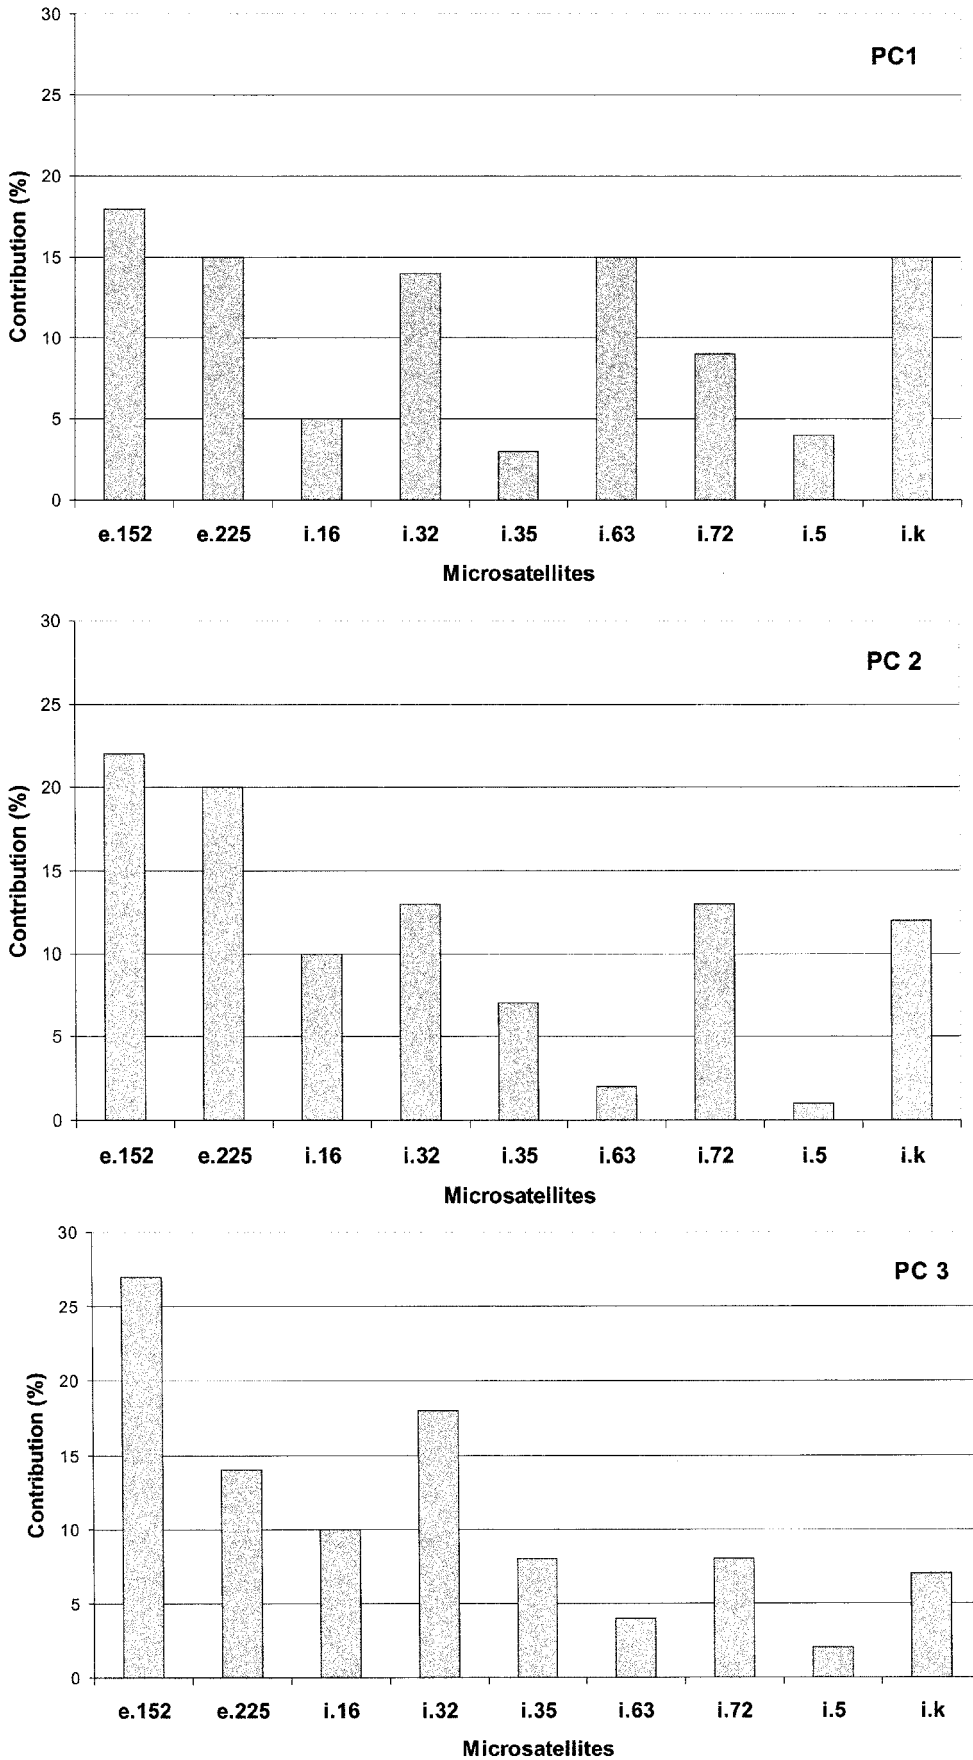 30
PC1
25
20
15
10
5
0
Contribution (%)
e.152 e.225 i.16 i.32 i.35 i.63 i.72 i.5 i.k
Microsatellites
30
PC 2
25
20
15
10
5
0
Contribution (%)
e.152 e.225 i.16 i.32 i.35 i.63 i.72 i.5 i.k
Microsatellites
30
PC 3
25
20
15
10
5
0
Contribution (%)
e.152 e.225 i.16 i.32 i.35 i.63 i.72 i.5 i.k
Microsatellites